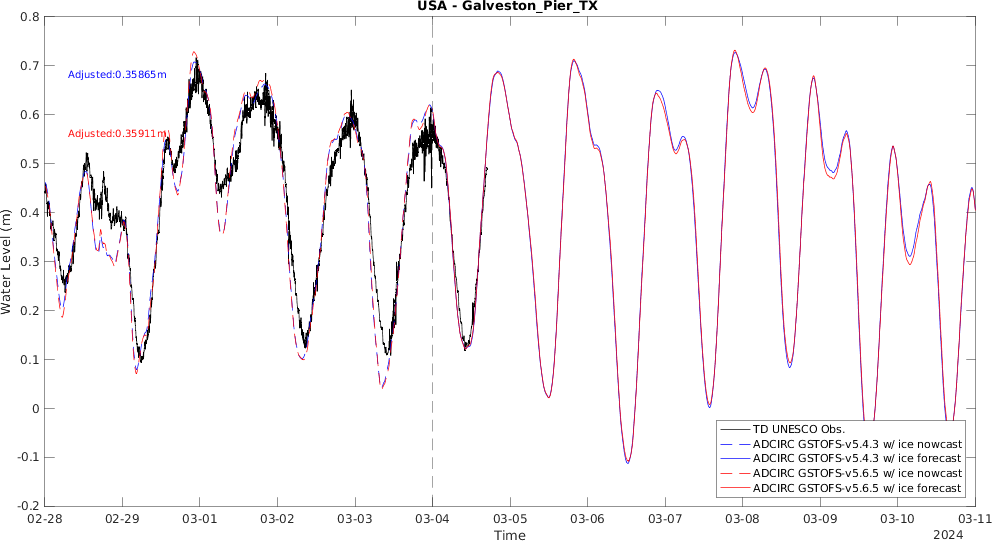 USA - Galveston_Pier_TX
Water Level (m)
0.8
0.7
0.6
0.5
0.4
0.3
0.2
0.1
0
-0.1
-0.2
Adjusted:0.35865m
Adjusted:0.35911m
TD UNESCO Obs.
ADCIRC GSTOFS-v5.4.3 w/ ice nowcast
ADCIRC GSTOFS-v5.4.3 w/ ice forecast
ADCIRC GSTOFS-v5.6.5 w/ ice nowcast
ADCIRC GSTOFS-v5.6.5 w/ ice forecast
02-28 02-29 03-01 03-02 03-03 03-04 03-05 03-06 03-07 03-08 03-09 03-10 03-11
Time
2024